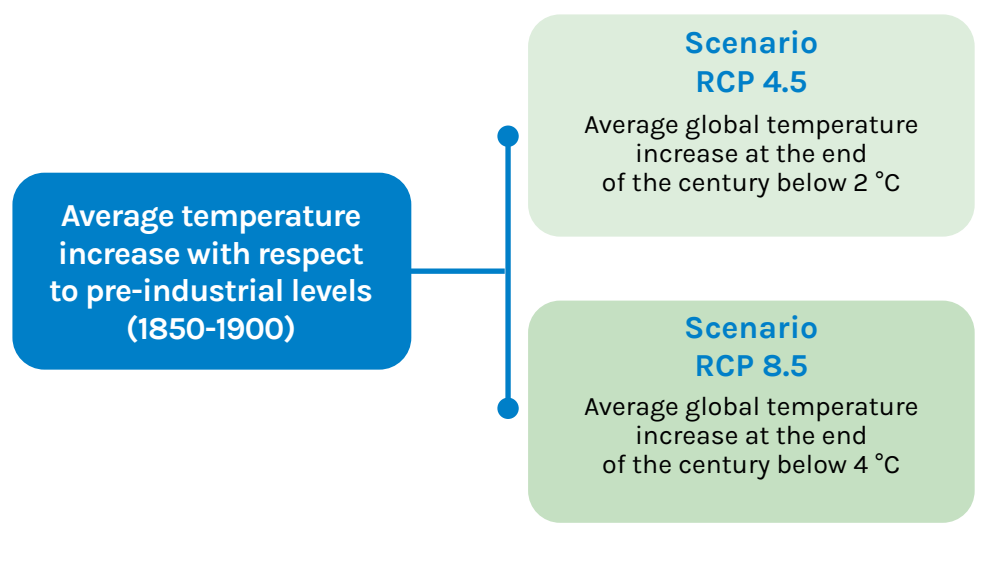 Average temperature
increase with respect
to pre-industrial levels
(1850-1900)
Scenario
RCP 4.5
Average global temperature
increase at the end
of the century below 2 °C
Scenario
RCP 8.5
Average global temperature
increase at the end
of the century below 4 °C